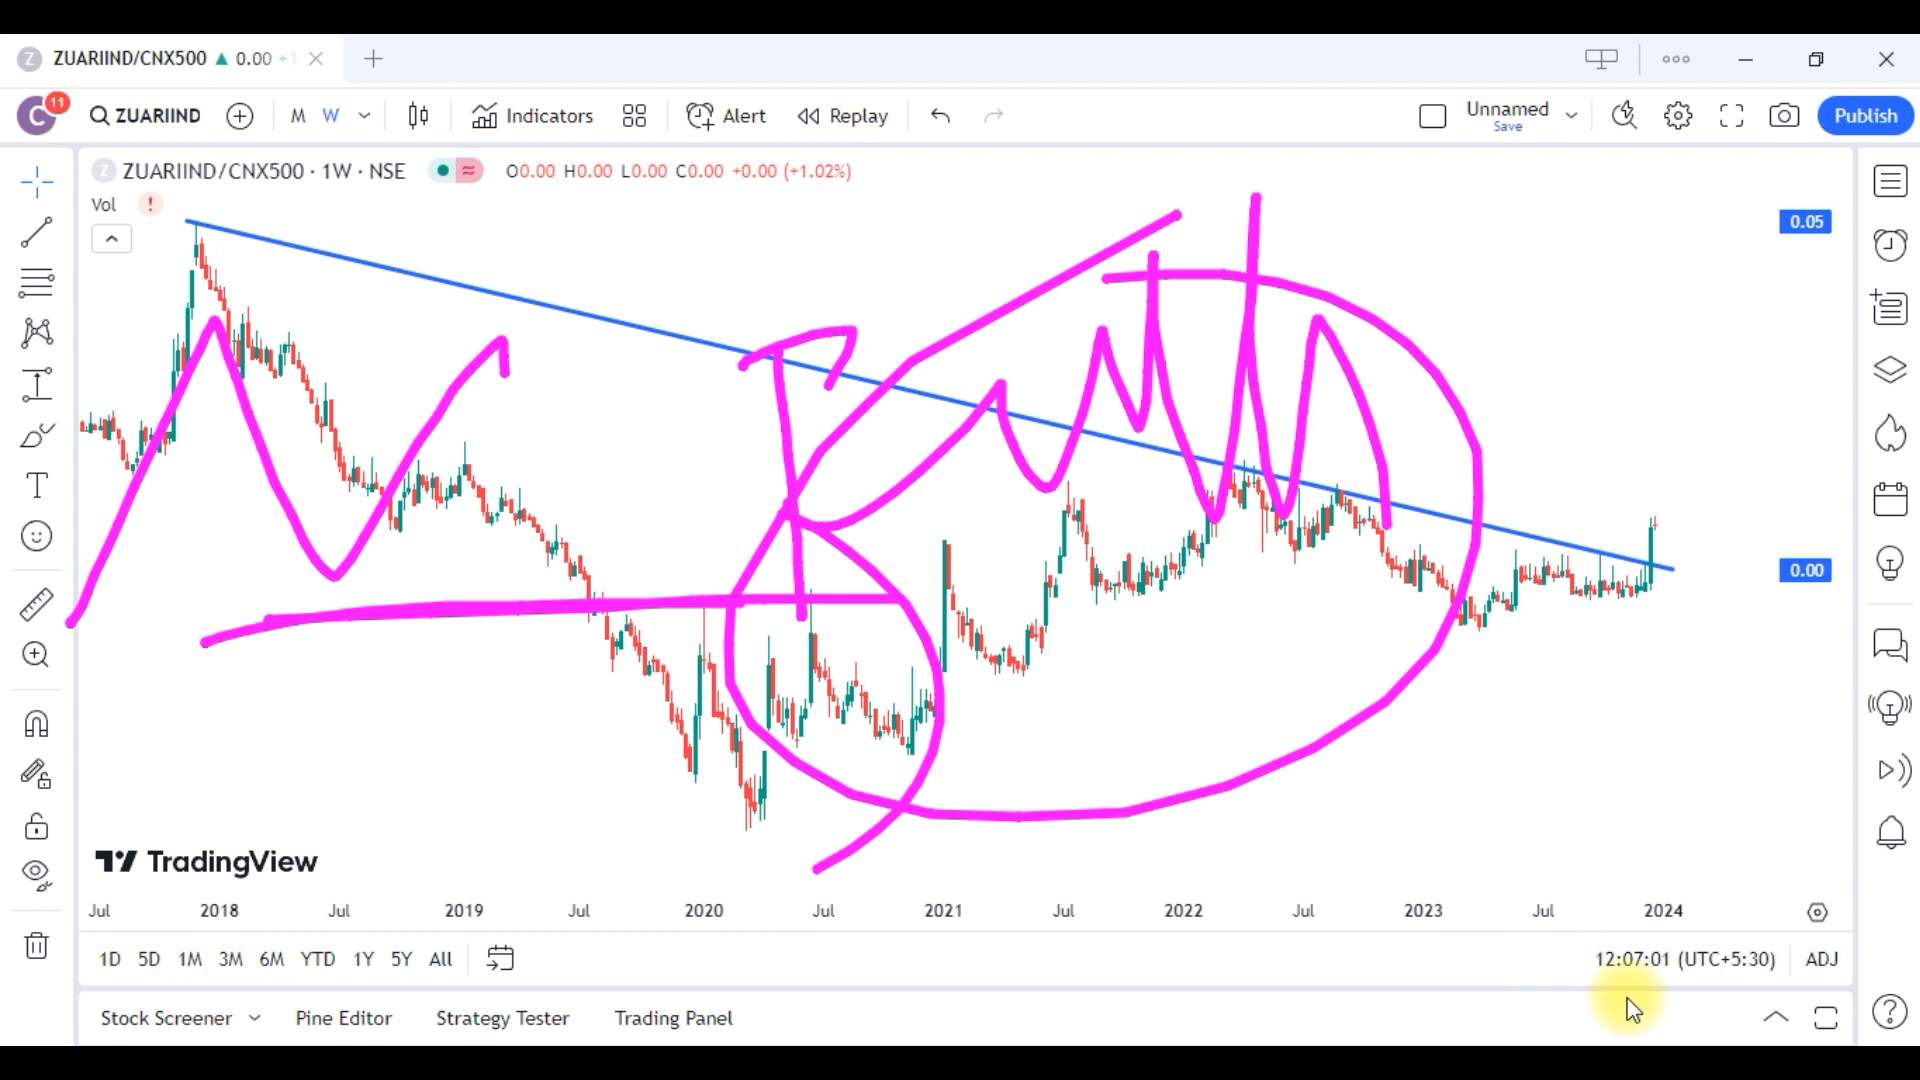 Z ZUARIIND/CNX500 ▲ 0.00 +1
C 11 ZUARIIND M W Indicators Alert Replay Unnamed Save Publish
Z ZUARIIND/CNX500 · 1W · NSE O0.00 H0.00 L0.00 C0.00 +0.00 (+1.02%)
Vol !
0.05
0.00
TradingView
Jul 2018 Jul 2019 Jul 2020 Jul 2021 Jul 2022 Jul 2023 Jul 2024
1D 5D 1M 3M 6M YTD 1Y 5Y All 12:07:01 (UTC+5:30) ADJ
Stock Screener Pine Editor Strategy Tester Trading Panel